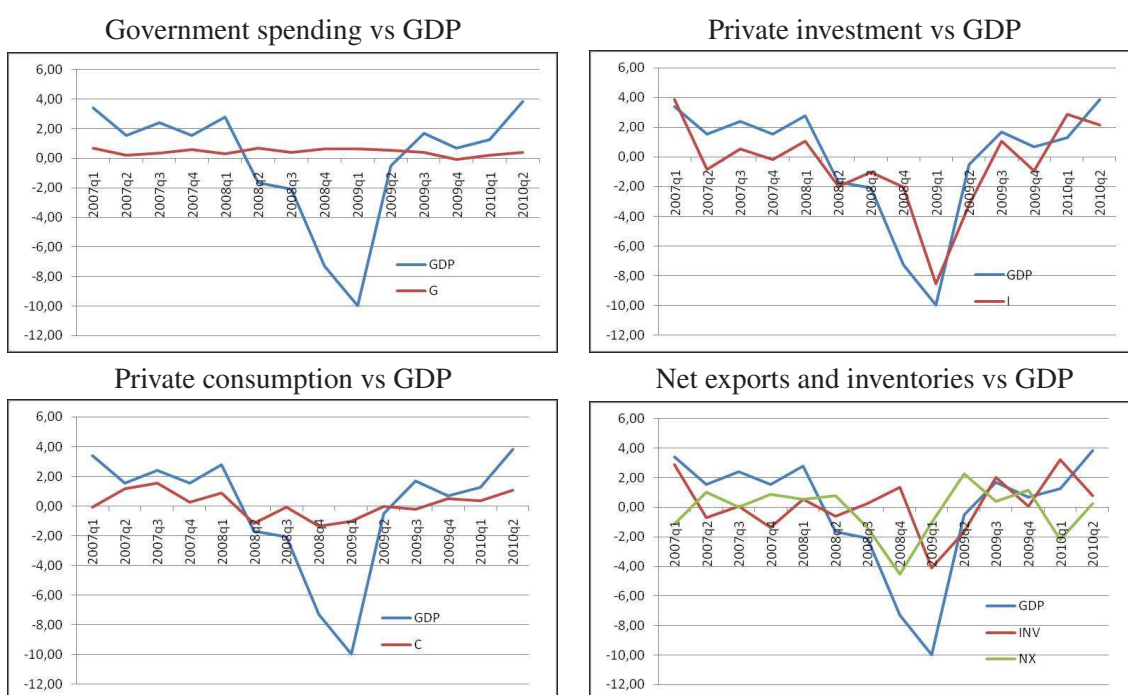 Government spending vs GDP
6,00
4,00
2,00
0,00
-2,00
-4,00
-6,00
-8,00
-10,00
-12,00
2007q1
2007q2
2007q3
2007q4
2008q1
2008q2
2008q3
2008q4
2009q1
2009q2
2009q3
2009q4
2010q1
2010q2
GDP
G
Private investment vs GDP
6,00
4,00
2,00
0,00
-2,00
-4,00
-6,00
-8,00
-10,00
-12,00
2007q1
2007q2
2007q3
2007q4
2008q1
2008q2
2008q3
2008q4
2009q1
2009q2
2009q3
2009q4
2010q1
2010q2
GDP
I
Private consumption vs GDP
6,00
4,00
2,00
0,00
-2,00
-4,00
-6,00
-8,00
-10,00
-12,00
2007q1
2007q2
2007q3
2007q4
2008q1
2008q2
2008q3
2008q4
2009q1
2009q2
2009q3
2009q4
2010q1
2010q2
GDP
C
Net exports and inventories vs GDP
6,00
4,00
2,00
0,00
-2,00
-4,00
-6,00
-8,00
-10,00
-12,00
2007q1
2007q2
2007q3
2007q4
2008q1
2008q2
2008q3
2008q4
2009q1
2009q2
2009q3
2009q4
2010q1
2010q2
GDP
INV
NX